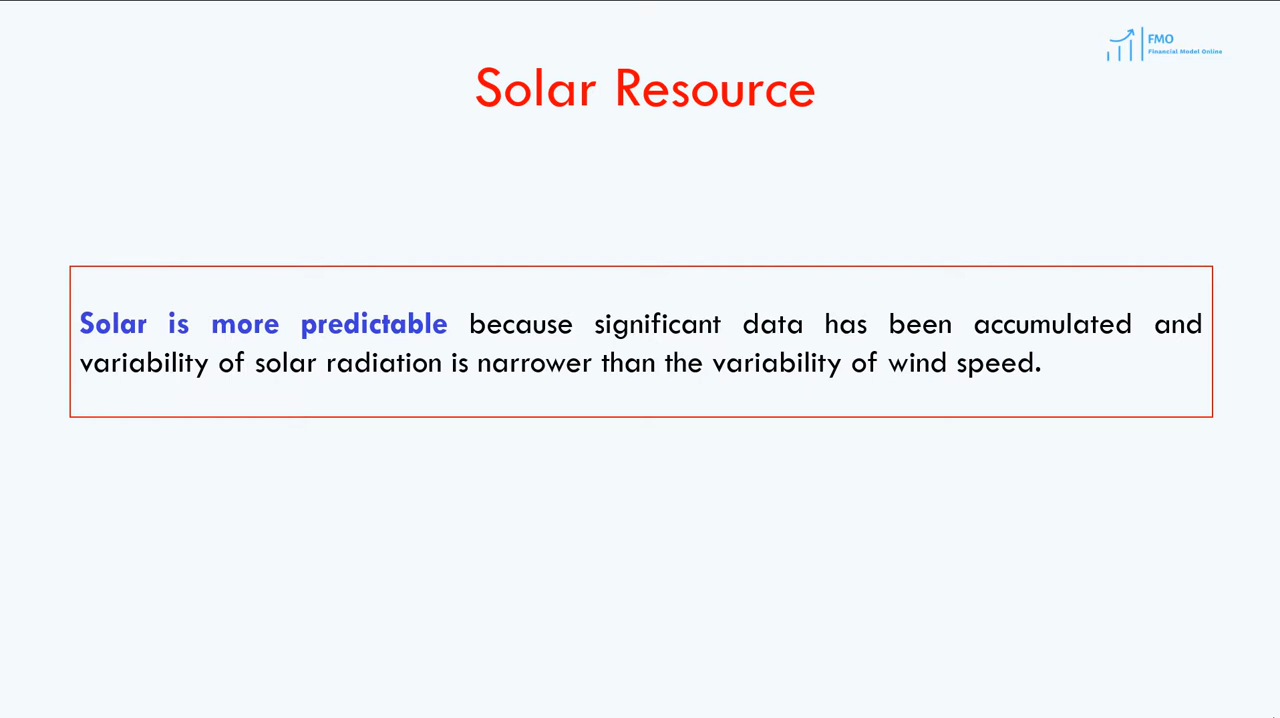 FMO
Financial Model Online
Solar Resource
Solar is more predictable because significant data has been accumulated and
variability of solar radiation is narrower than the variability of wind speed.